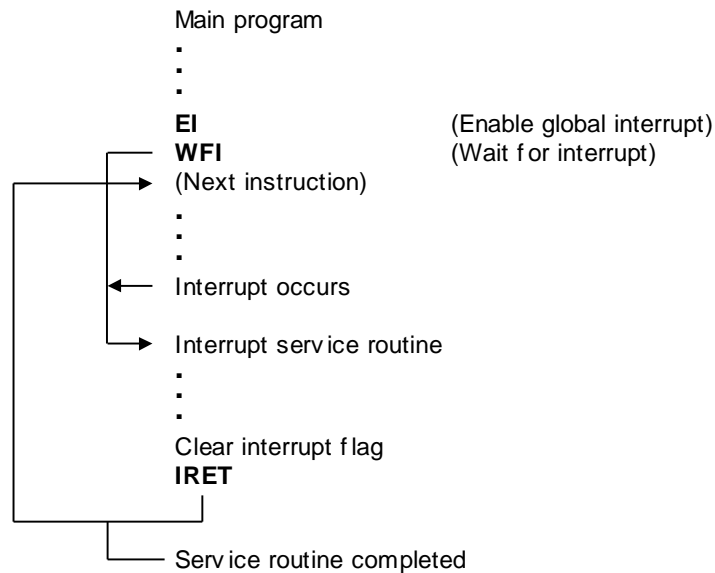 Main program
.
.
.
EI (Enable global interrupt)
WFI (Wait for interrupt)
(Next instruction)
.
.
.
Interrupt occurs
Interrupt service routine
.
.
.
Clear interrupt flag
IRET
Service routine completed